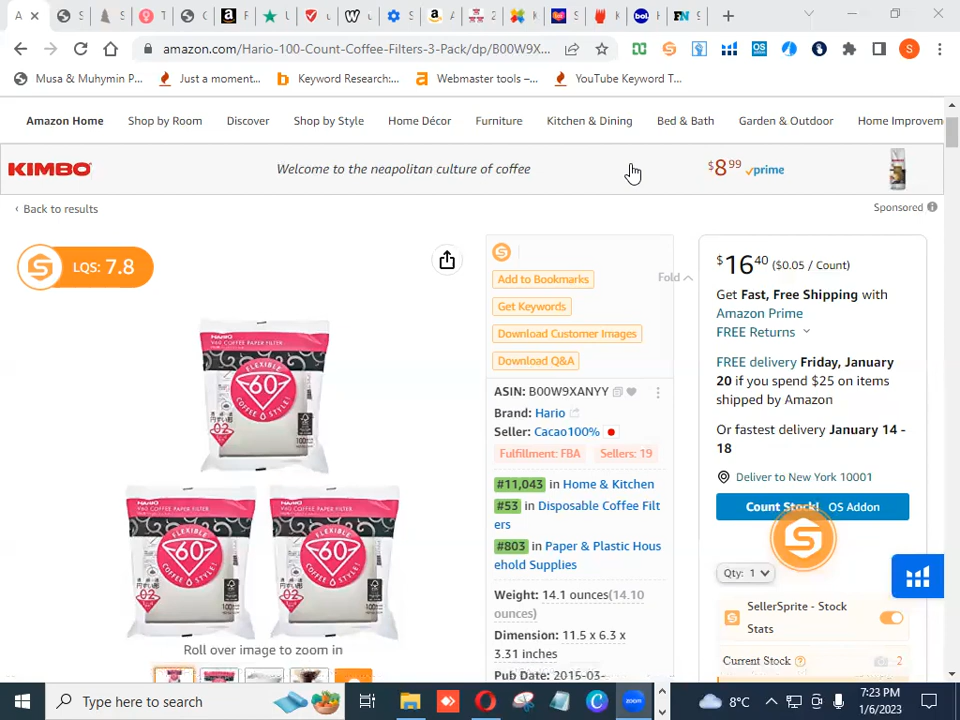 amazon.com/Hario-100-Count-Coffee-Filters-3-Pack/dp/B00W9X...
Musa & Muhymin P...
Just a moment...
Keyword Research:...
Webmaster tools –...
YouTube Keyword T...
Amazon Home
Shop by Room
Discover
Shop by Style
Home Décor
Furniture
Kitchen & Dining
Bed & Bath
Garden & Outdoor
Home Improvem
KIMBO
Welcome to the neapolitan culture of coffee
$8⁹⁹ prime
‹ Back to results
Sponsored
LQS: 7.8
Roll over image to zoom in
Add to Bookmarks
Fold
Get Keywords
Download Customer Images
Download Q&A
ASIN: B00W9XANYY
Brand: Hario
Seller: Cacao100%
Fulfillment: FBA
Sellers: 19
#11,043 in Home & Kitchen
#53 in Disposable Coffee Filt
ers
#803 in Paper & Plastic Hous
ehold Supplies
Weight: 14.1 ounces(14.10
ounces)
Dimension: 11.5 x 6.3 x
3.31 inches
Pub Date: 2015-03-
$16⁴⁰ ($0.05 / Count)
Get Fast, Free Shipping with
Amazon Prime
FREE Returns
FREE delivery Friday, January
20 if you spend $25 on items
shipped by Amazon
Or fastest delivery January 14 -
18
Deliver to New York 10001
Count Stock! OS Addon
Qty: 1
SellerSprite - Stock
Stats
Current Stock
2
Type here to search
8°C
7:23 PM
1/6/2023